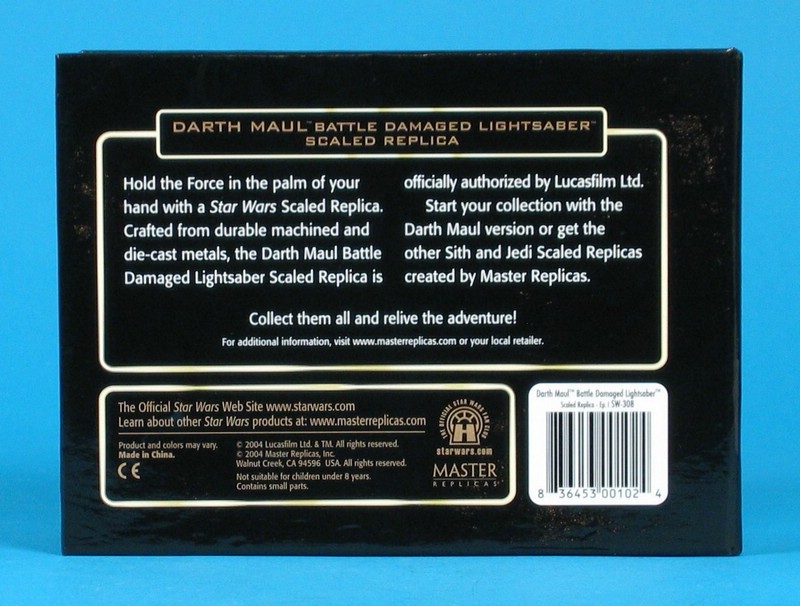 DARTH MAUL™ BATTLE DAMAGED LIGHTSABER™
SCALED REPLICA
Hold the Force in the palm of your
hand with a Star Wars Scaled Replica.
Crafted from durable machined and
die-cast metals, the Darth Maul Battle
Damaged Lightsaber Scaled Replica is
officially authorized by Lucasfilm Ltd.
Start your collection with the
Darth Maul version or get the
other Sith and Jedi Scaled Replicas
created by Master Replicas.
Collect them all and relive the adventure!
For additional information, visit www.masterreplicas.com or your local retailer.
The Official Star Wars Web Site www.starwars.com
Learn about other Star Wars products at: www.masterreplicas.com
Product and colors may vary.
Made in China.
CE
© 2004 Lucasfilm Ltd. & TM. All rights reserved.
© 2004 Master Replicas, Inc.
Walnut Creek, CA 94596 USA. All rights reserved.
Not suitable for children under 8 years.
Contains small parts.
THE OFFICIAL STAR WARS FAN CLUB
starwars.com
MASTER
REPLICAS
Darth Maul™ Battle Damaged Lightsaber™
Scaled Replica - Ep. I SW-308
8 36453 00102 4